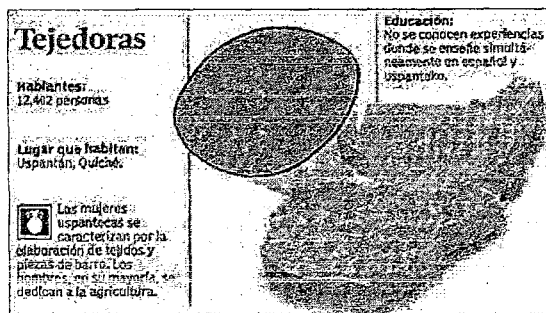 Tejedoras
Hablantes:
12,402 personas
Lugar que habitan:
Uspantán, Quiché.
Las mujeres
uspantecas se
caracterizan por la
elaboración de tejidos y
piezas de barro. Los
hombres, en su mayoría, se
dedican a la agricultura.
Educación:
No se conocen experiencias
donde se enseñe simultá-
neamente en español y
uspanteko.